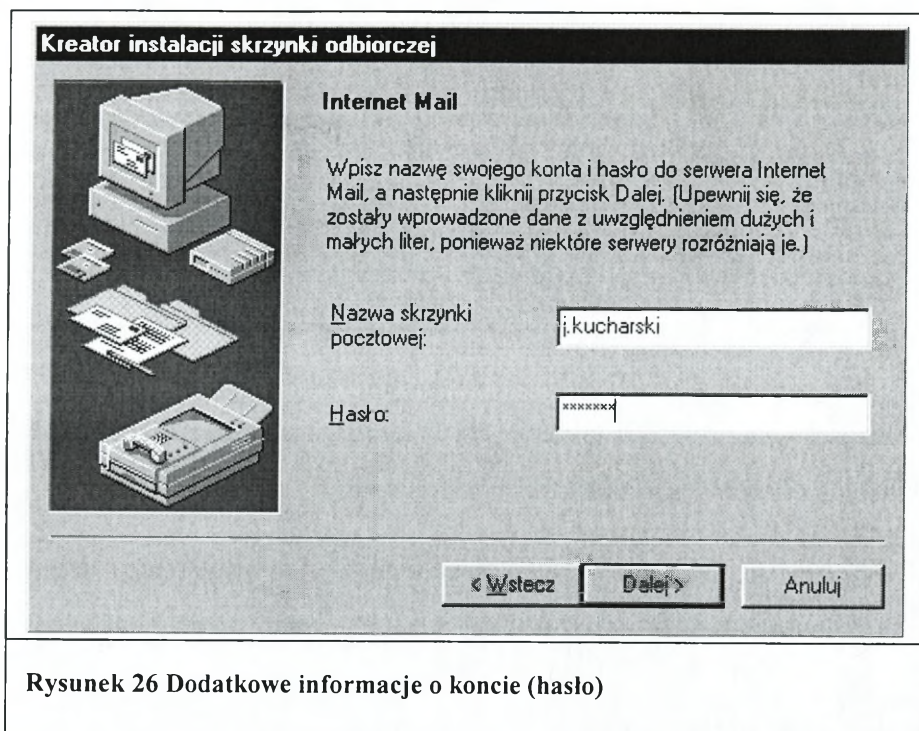 Kreator instalacji skrzynki odbiorczej
Internet Mail
Wpisz nazwę swojego konta i hasło do serwera Internet
Mail, a następnie kliknij przycisk Dalej. (Upewnij się, że
zostały wprowadzone dane z uwzględnieniem dużych i
małych liter, ponieważ niektóre serwery rozróżniają je.)
Nazwa skrzynki
pocztowej:
j.kucharski
Hasło:
×××××××
< Wstecz
Dalej >
Anuluj
Rysunek 26 Dodatkowe informacje o koncie (hasło)